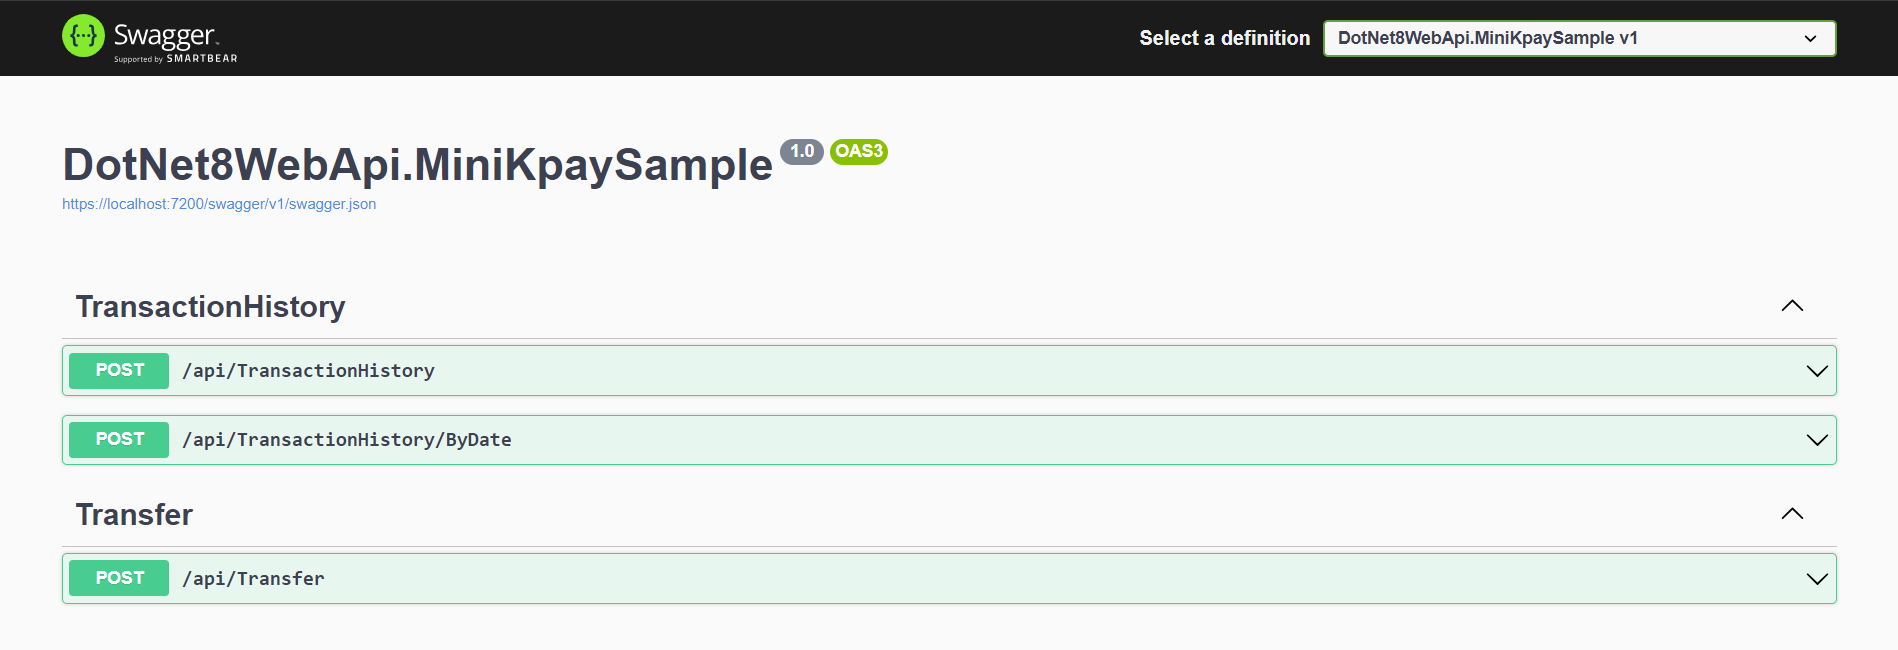 Swagger
Supported by SMARTBEAR
Select a definition
DotNet8WebApi.MiniKpaySample v1
DotNet8WebApi.MiniKpaySample 1.0 OAS3
https://localhost:7200/swagger/v1/swagger.json
TransactionHistory
POST /api/TransactionHistory
POST /api/TransactionHistory/ByDate
Transfer
POST /api/Transfer